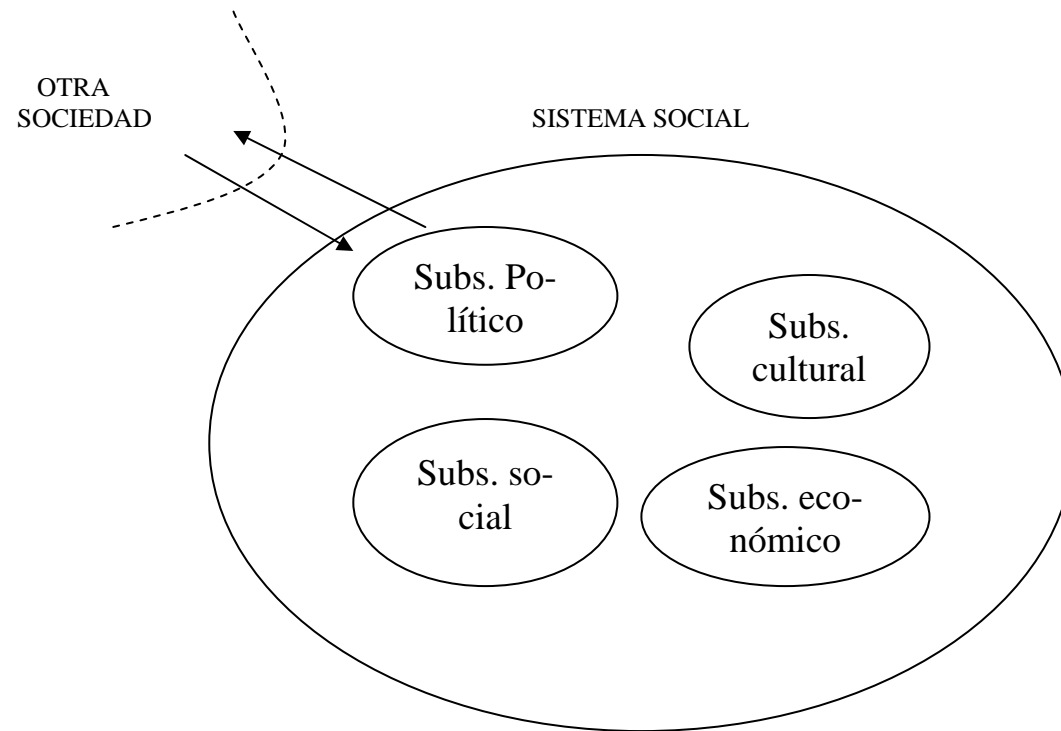 OTRA
SOCIEDAD
SISTEMA SOCIAL
Subs. Po-
lítico
Subs.
cultural
Subs. so-
cial
Subs. eco-
nómico